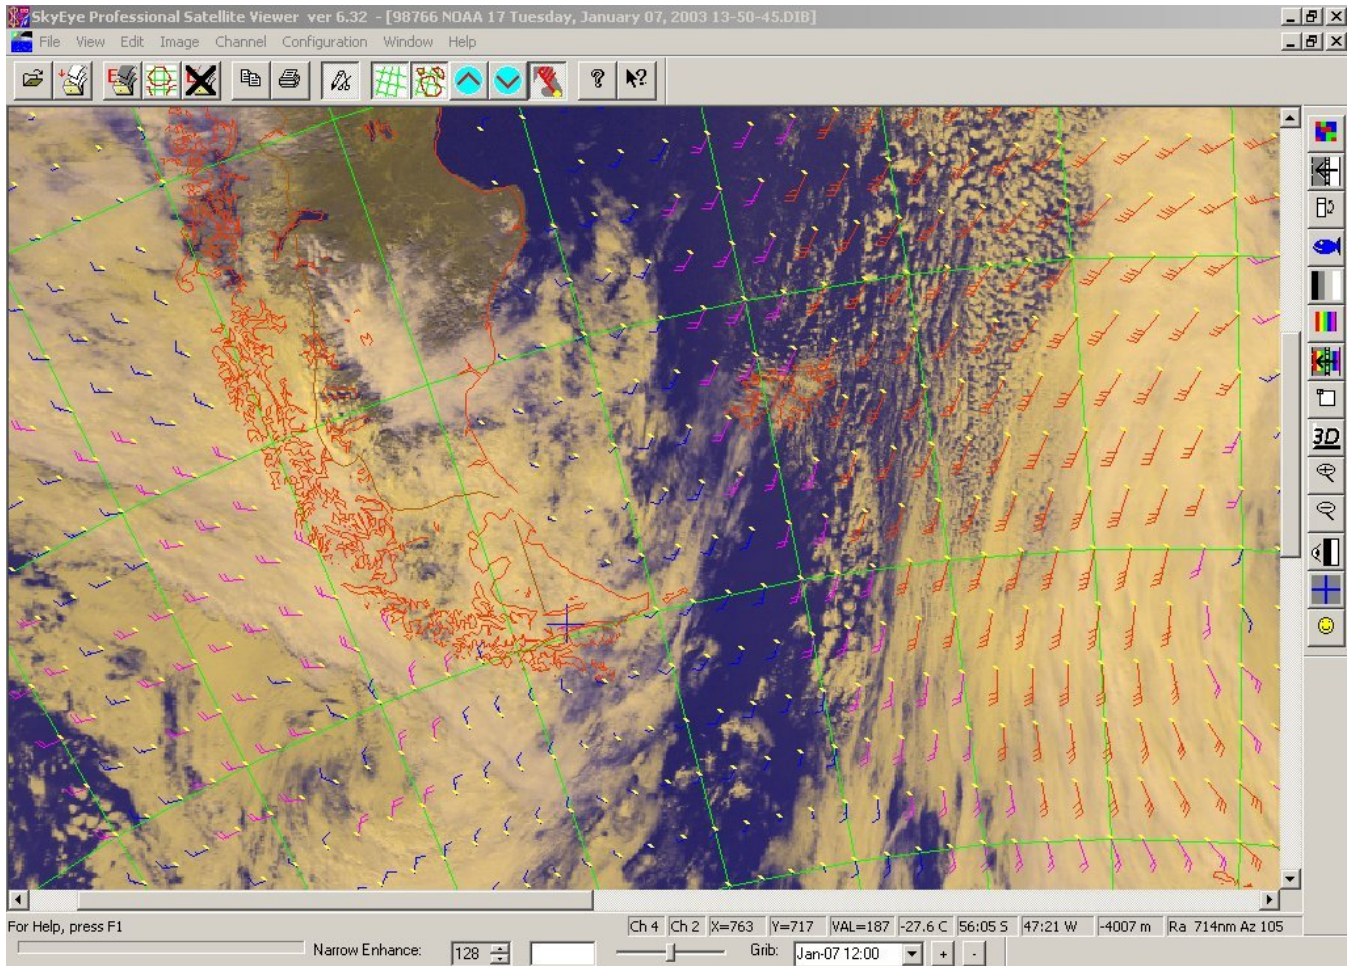 SkyEye Professional Satellite Viewer ver 6.32 - [98766 NOAA 17 Tuesday, January 07, 2003 13-50-45.DIB]
File View Edit Image Channel Configuration Window Help
3D
For Help, press F1
Ch 4 Ch 2 X=763 Y=717 VAL=187 -27.6 C 56:05 S 47:21 W -4007 m Ra 714nm Az 105
Narrow Enhance: 128 Grib: Jan-07 12:00 + -